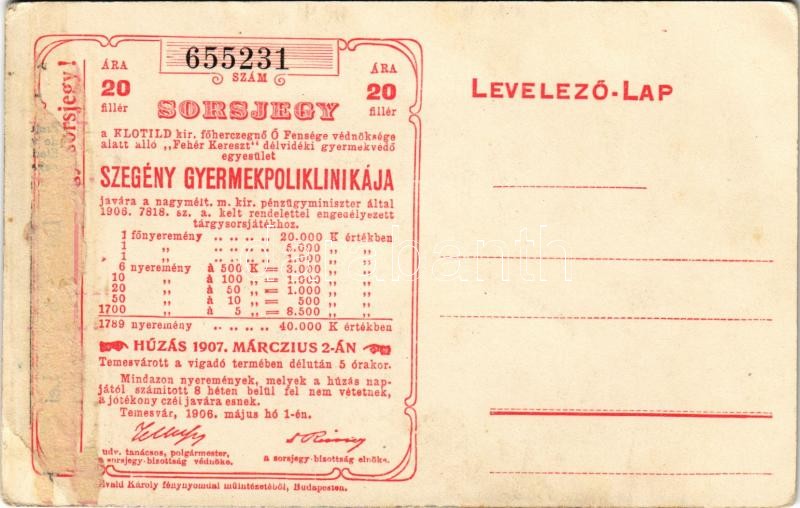 sorsjegy!
655231
SZÁM
ÁRA
20
fillér
ÁRA
20
fillér
SORSJEGY
a KLOTILD kir. főherczegnő Ő Fensége védnöksége
alatt álló „Fehér Kereszt“ délvidéki gyermekvédő
egyesület
SZEGÉNY GYERMEKPOLIKLINIKÁJA
javára a nagymélt. m. kir. pénzügyminiszter által
1906. 7818. sz. a. kelt rendelettel engedélyezett
tárgysorsjátékhoz.
1 főnyeremény .. .. .. .. 20.000 K értékben
1 „ .. .. .. .. 5.000 „ „
1 „ .. .. .. .. 1.000 „ „
6 nyeremény à 500 K = 3.000 „ „
10 „ à 100 „ = 1.000 „ „
20 „ à 50 „ = 1.000 „ „
50 „ à 10 „ = 500 „ „
1700 „ à 5 „ = 8.500 „ „
1789 nyeremény .. .. .. .. 40.000 K értékben
HÚZÁS 1907. MÁRCZIUS 2-ÁN
Temesvárott a vigadó termében délután 5 órakor.
Mindazon nyeremények, melyek a húzás nap-
jától számított 8 héten belül fel nem vétetnek,
a jótékony czél javára esnek.
Temesvár, 1906. május hó 1-én.
udv. tanácsos, polgármester,
a sorsjegy-bizottság védnöke.
a sorsjegy-bizottság elnöke.
Divald Károly fénynyomdai műintézetéből, Budapesten.
LEVELEZŐ-LAP
darabanth